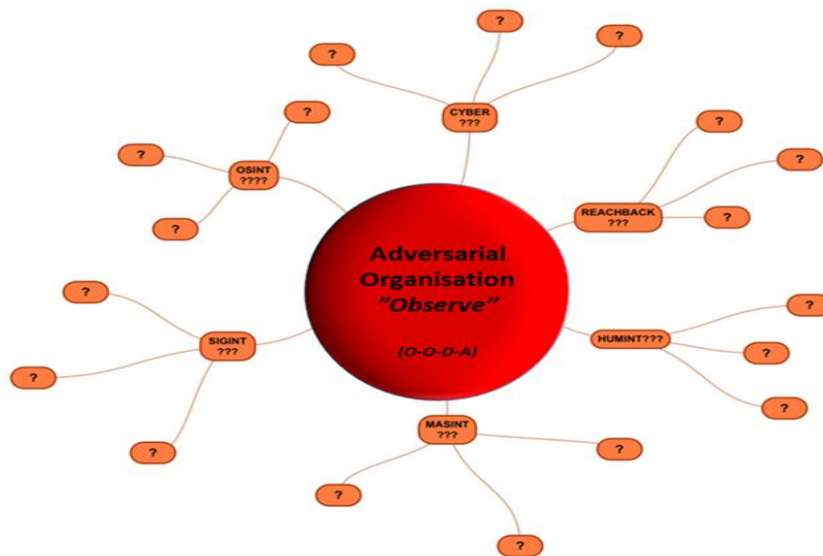 ?
?
?
CYBER
???
?
?
?
OSINT
????
?
?
?
REACHBACK
???
?
Adversarial
Organisation
"Observe"
(O-O-D-A)
?
?
?
SIGINT
???
HUMINT???
?
?
?
?
MASINT
???
?
?
?